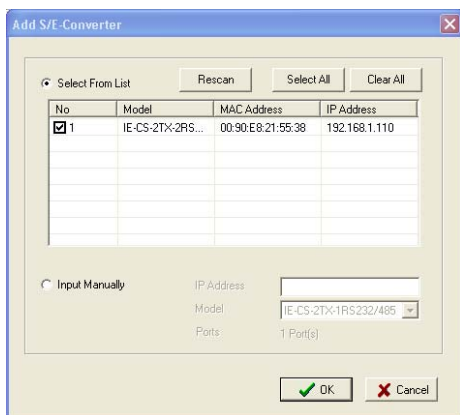 Add S/E-Converter
Select From List Rescan Select All Clear All
No Model MAC Address IP Address
1 IE-CS-2TX-2RS... 00:90:E8:21:55:38 192.168.1.110
Input Manually IP Address
Model IE-CS-2TX-1RS232/485
Ports 1 Port(s)
OK Cancel